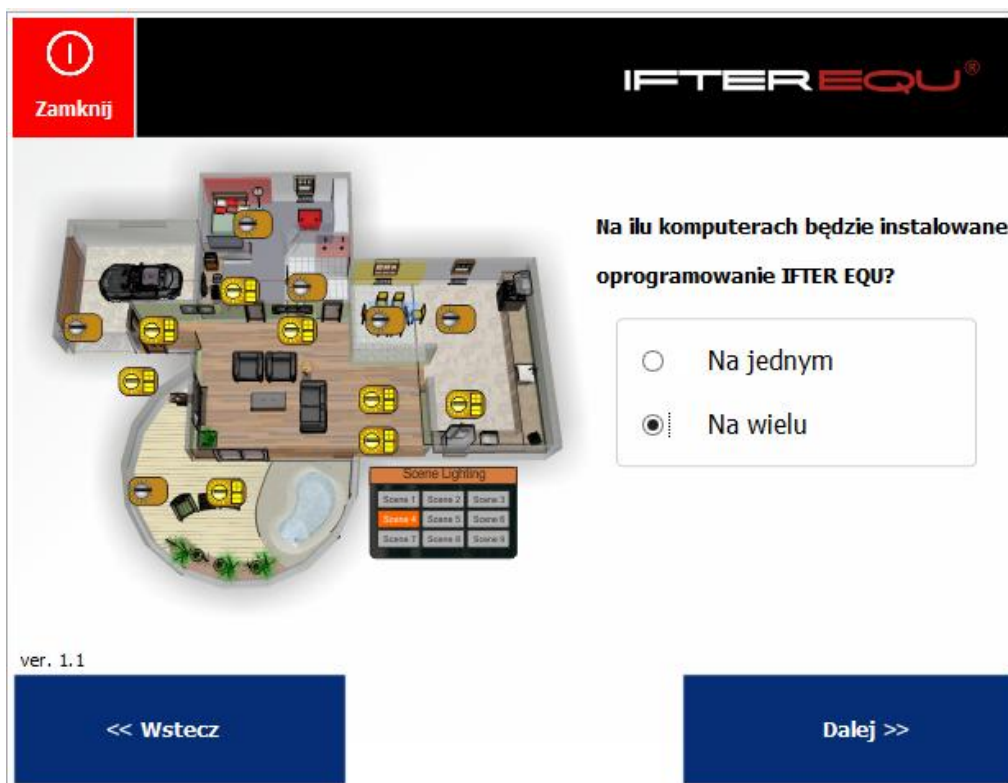 Zamknij
IFTER EQU®
Na ilu komputerach będzie instalowane
oprogramowanie IFTER EQU?
Na jednym
Na wielu
Scene Lighting
Scene 1 Scene 2 Scene 3
Scene 4 Scene 5 Scene 6
Scene 7 Scene 8 Scene 9
ver. 1.1
<< Wstecz
Dalej >>